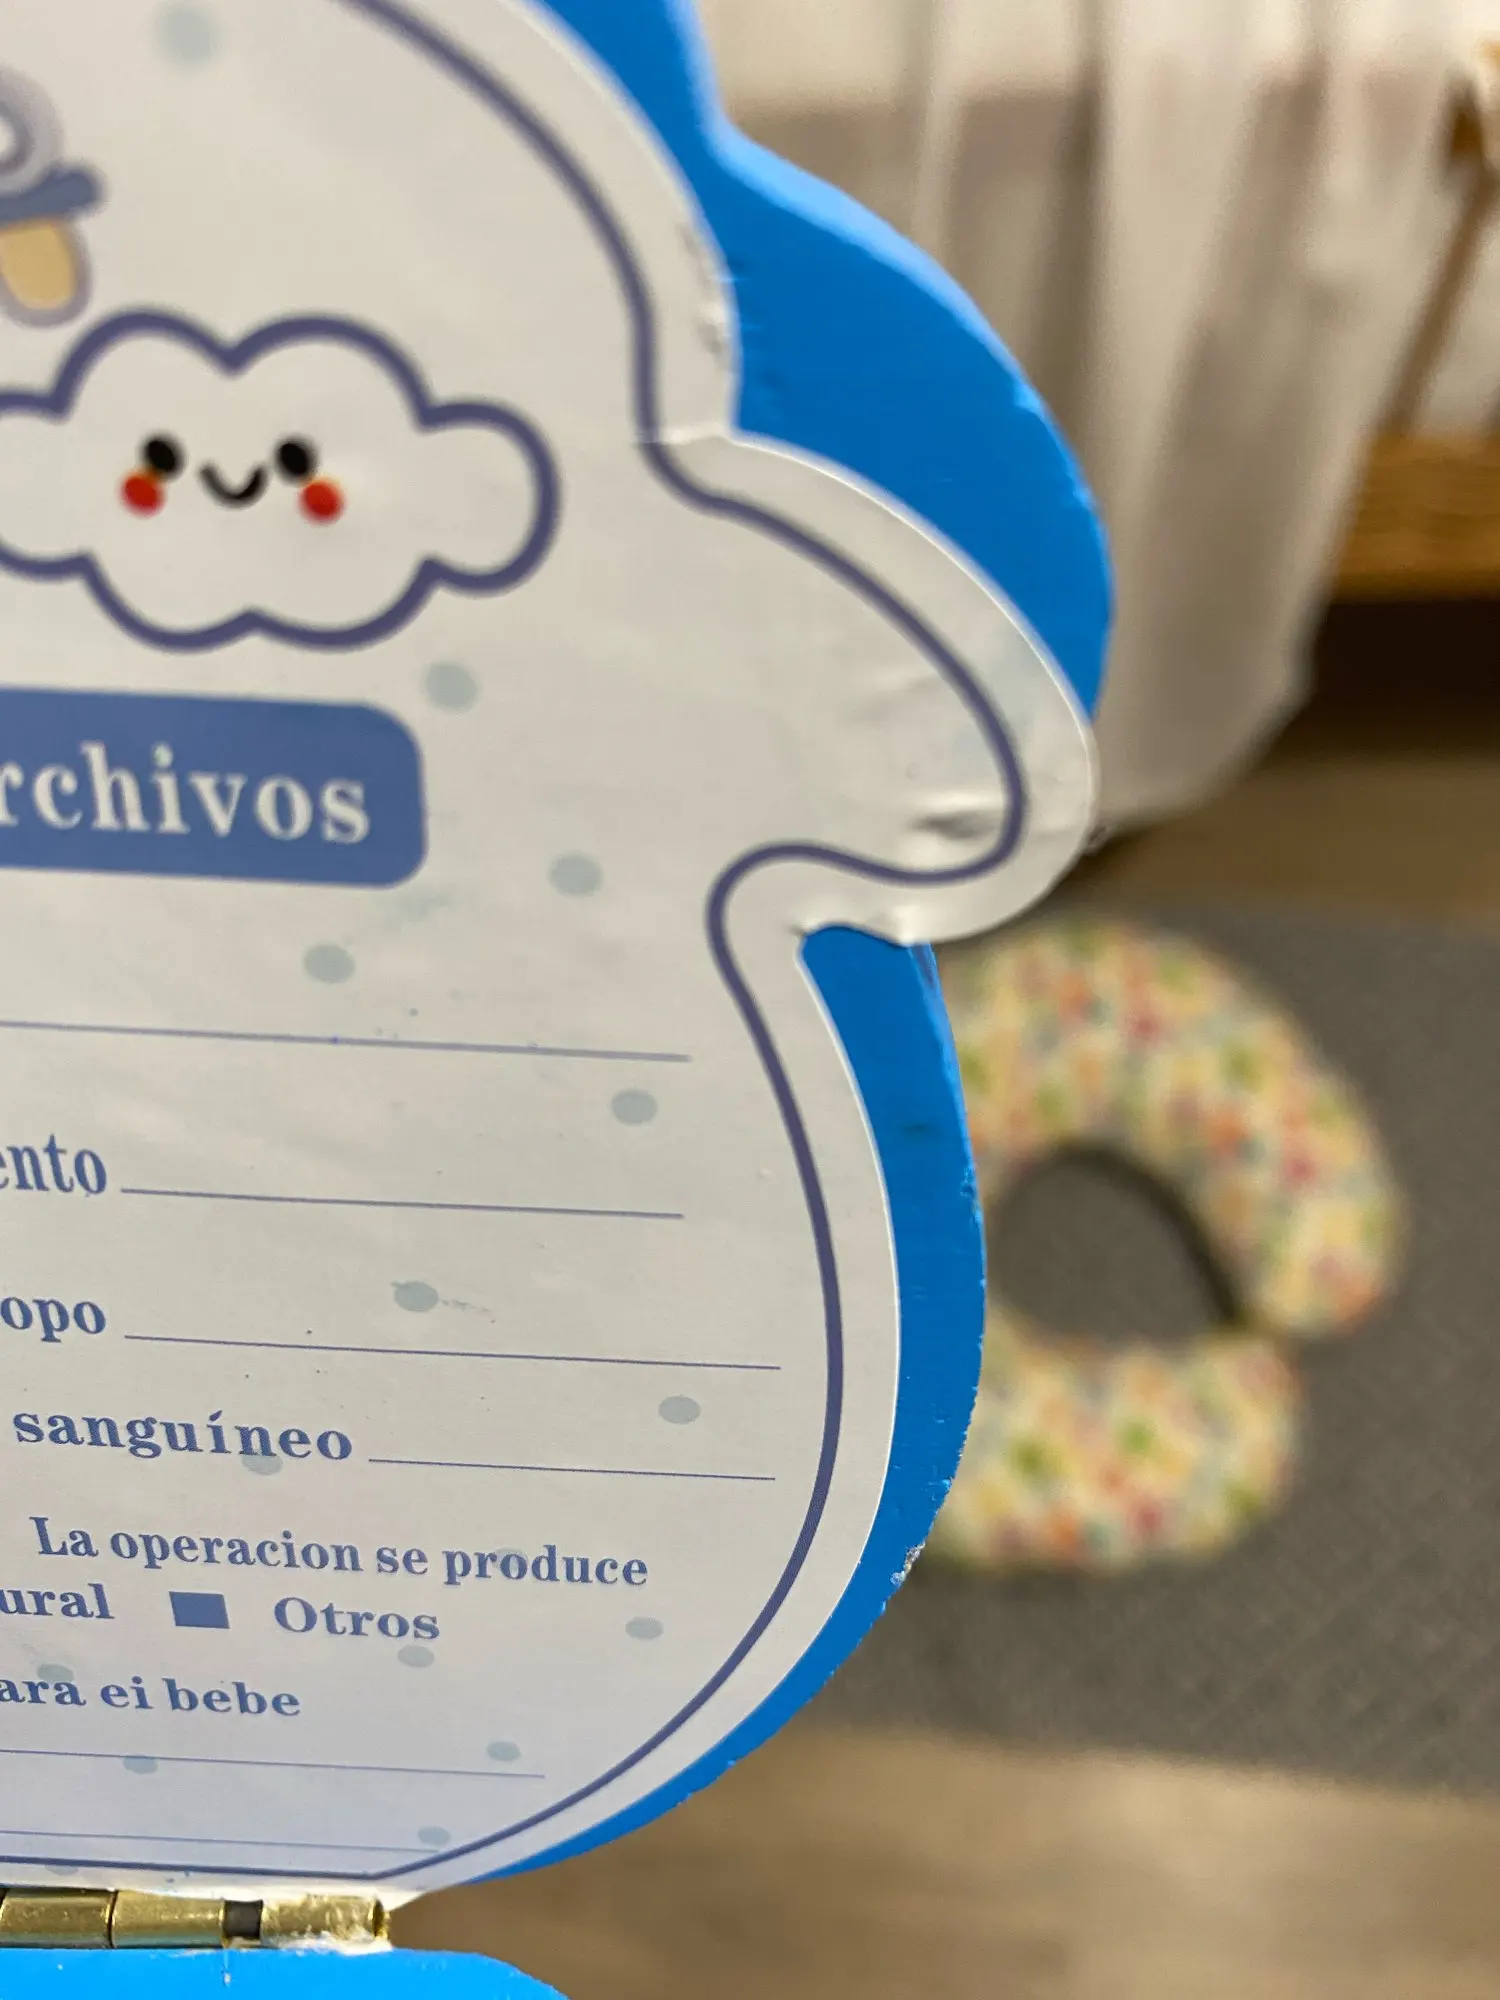 rchivos
ento
opo
sanguíneo
La operacion se produce
ural Otros
ara ei bebe